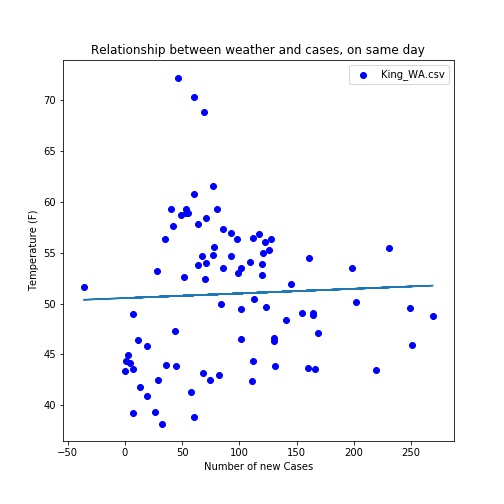 Relationship between weather and cases, on same day
King_WA.csv
70
65
60
55
50
45
40
Temperature (F)
−50 0 50 100 150 200 250
Number of new Cases